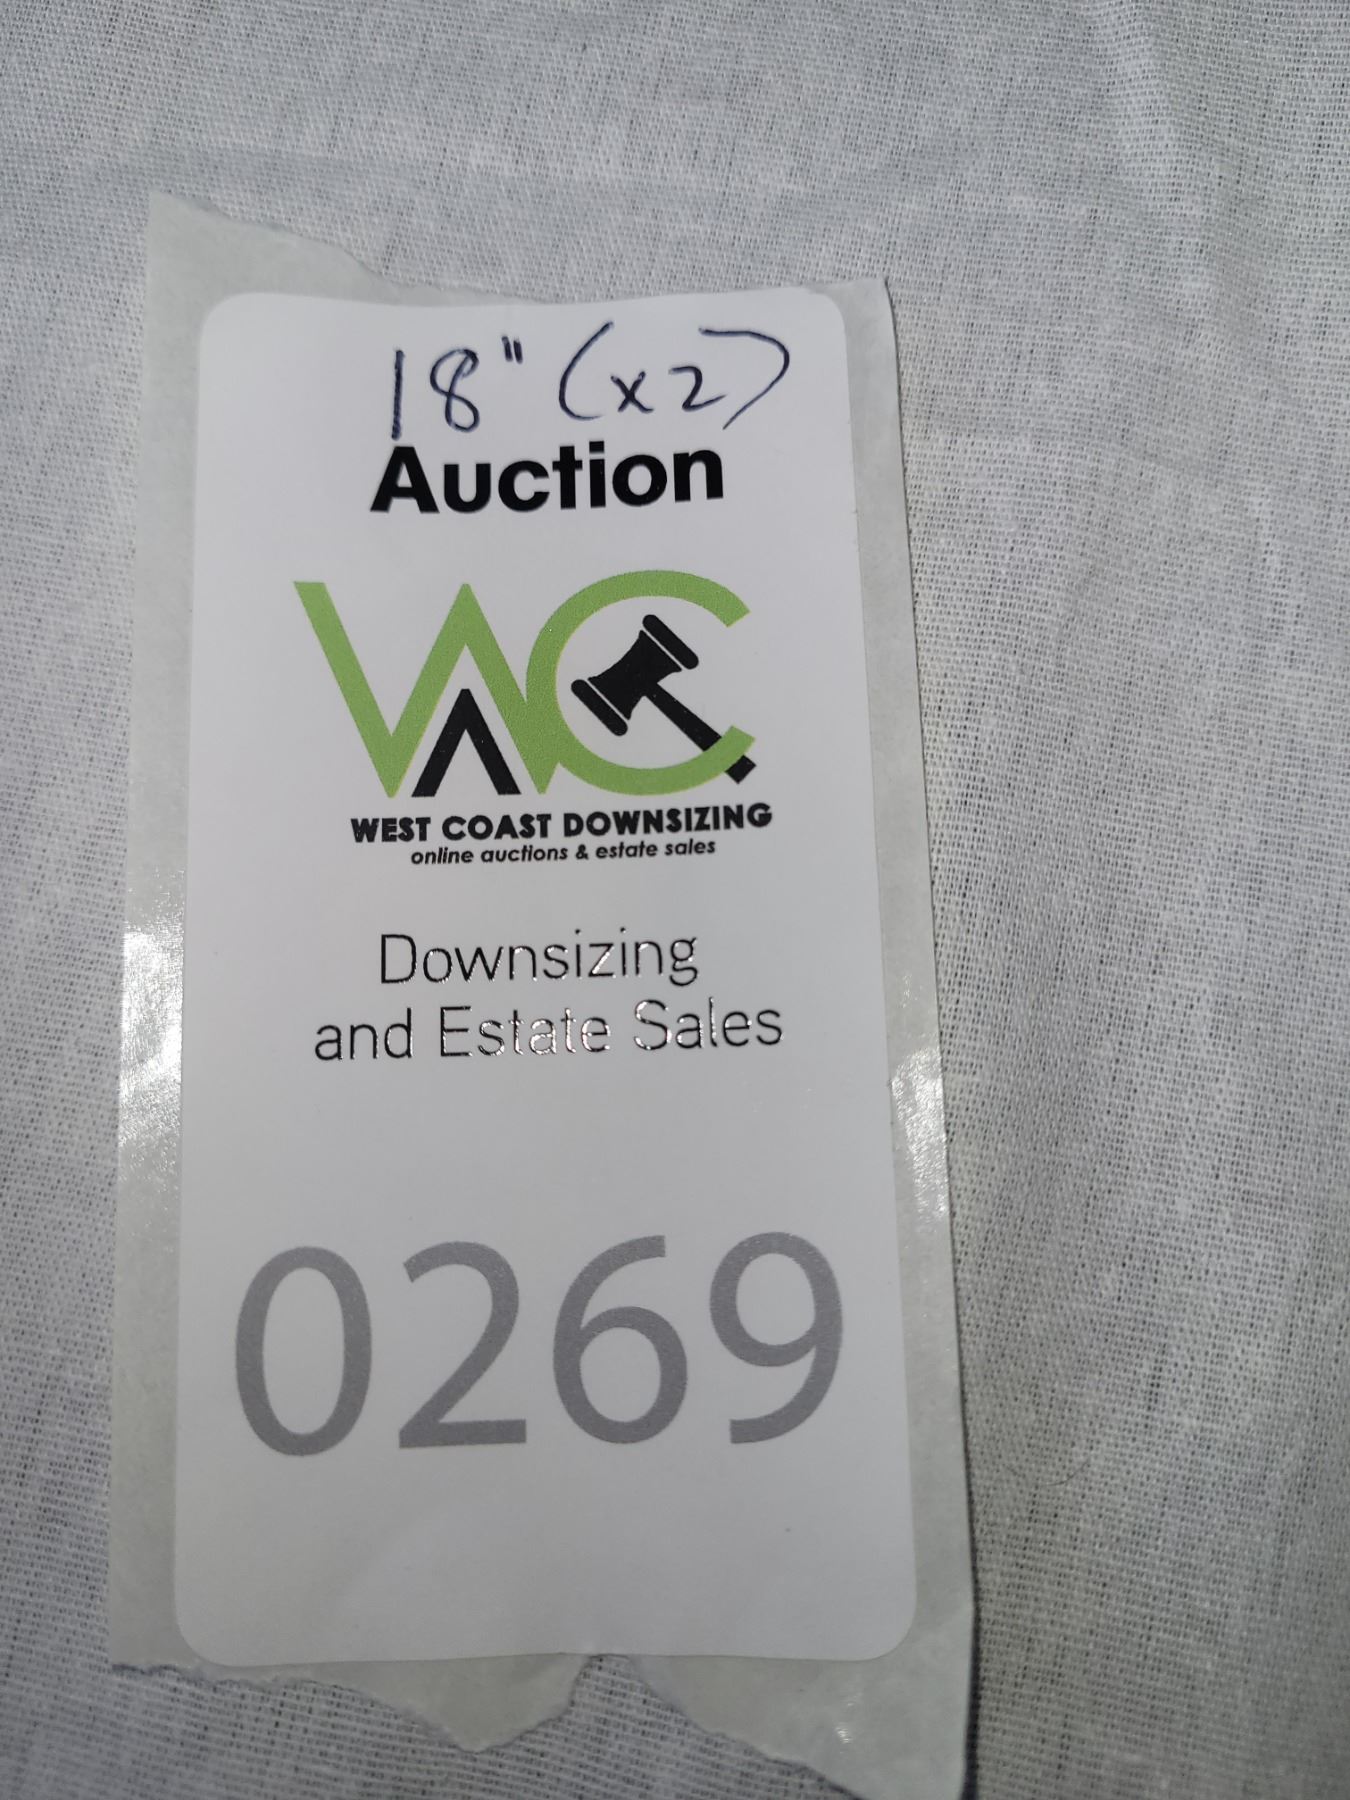 18" (x2)
Auction
WC
WEST COAST DOWNSIZING
online auctions & estate sales
Downsizing
and Estate Sales
0269